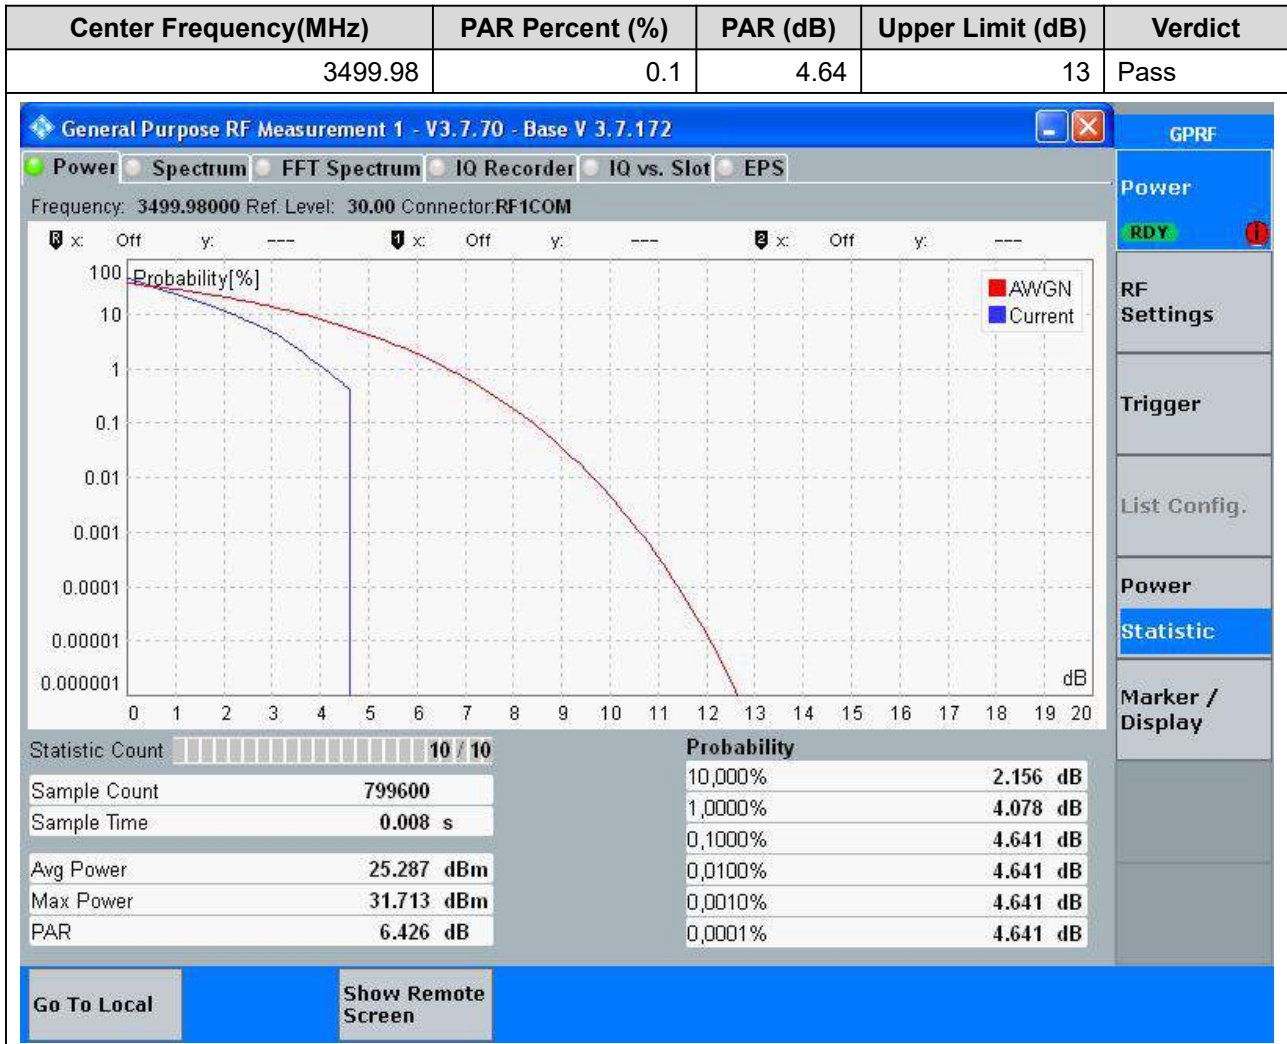 Center Frequency(MHz) PAR Percent (%) PAR (dB) Upper Limit (dB) Verdict
3499.98 0.1 4.64 13 Pass
General Purpose RF Measurement 1 - V3.7.70 - Base V 3.7.172
GPRF
Power Spectrum FFT Spectrum IQ Recorder IQ vs. Slot EPS
Frequency: 3499.98000 Ref. Level: 30.00 Connector:RF1COM
R x: Off y: --- 1 x: Off y: --- 2 x: Off y: ---
Probability[%]
100
10
1
0.1
0.01
0.001
0.0001
0.00001
0.000001
AWGN
Current
dB
0 1 2 3 4 5 6 7 8 9 10 11 12 13 14 15 16 17 18 19 20
Statistic Count 10 / 10
Sample Count 799600
Sample Time 0.008 s
Avg Power 25.287 dBm
Max Power 31.713 dBm
PAR 6.426 dB
Probability
10,000% 2.156 dB
1,0000% 4.078 dB
0,1000% 4.641 dB
0,0100% 4.641 dB
0,0010% 4.641 dB
0,0001% 4.641 dB
Power
RDY
RF
Settings
Trigger
List Config.
Power
Statistic
Marker /
Display
Go To Local
Show Remote
Screen